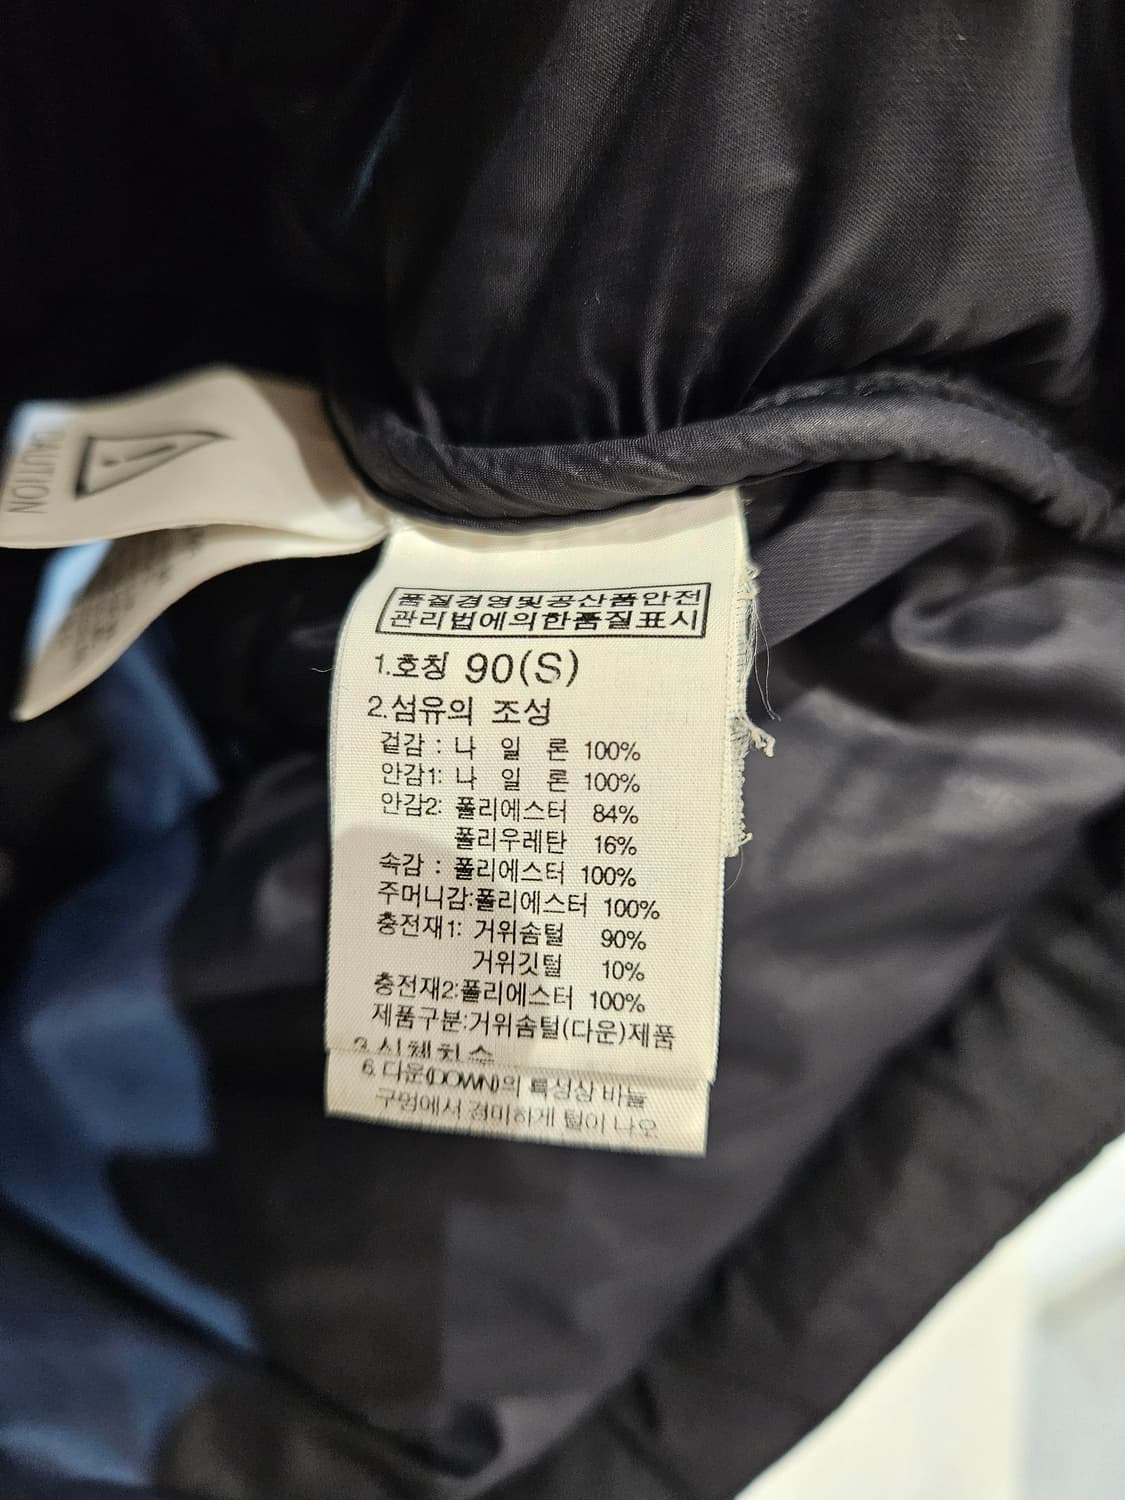 CAUTION
품질경영및공산품안전
관리법에의한품질표시
1.호칭 90(S)
2.섬유의 조성
겉감 : 나 일 론 100%
안감1: 나 일 론 100%
안감2: 폴리에스터 84%
폴리우레탄 16%
속감 : 폴리에스터 100%
주머니감:폴리에스터 100%
충전재1: 거위솜털 90%
거위깃털 10%
충전재2:폴리에스터 100%
제품구분:거위솜털(다운)제품
3.신체치수
6. 다운(DOWN)의 특성상 바늘
구멍에서 경미하게 털이 나오